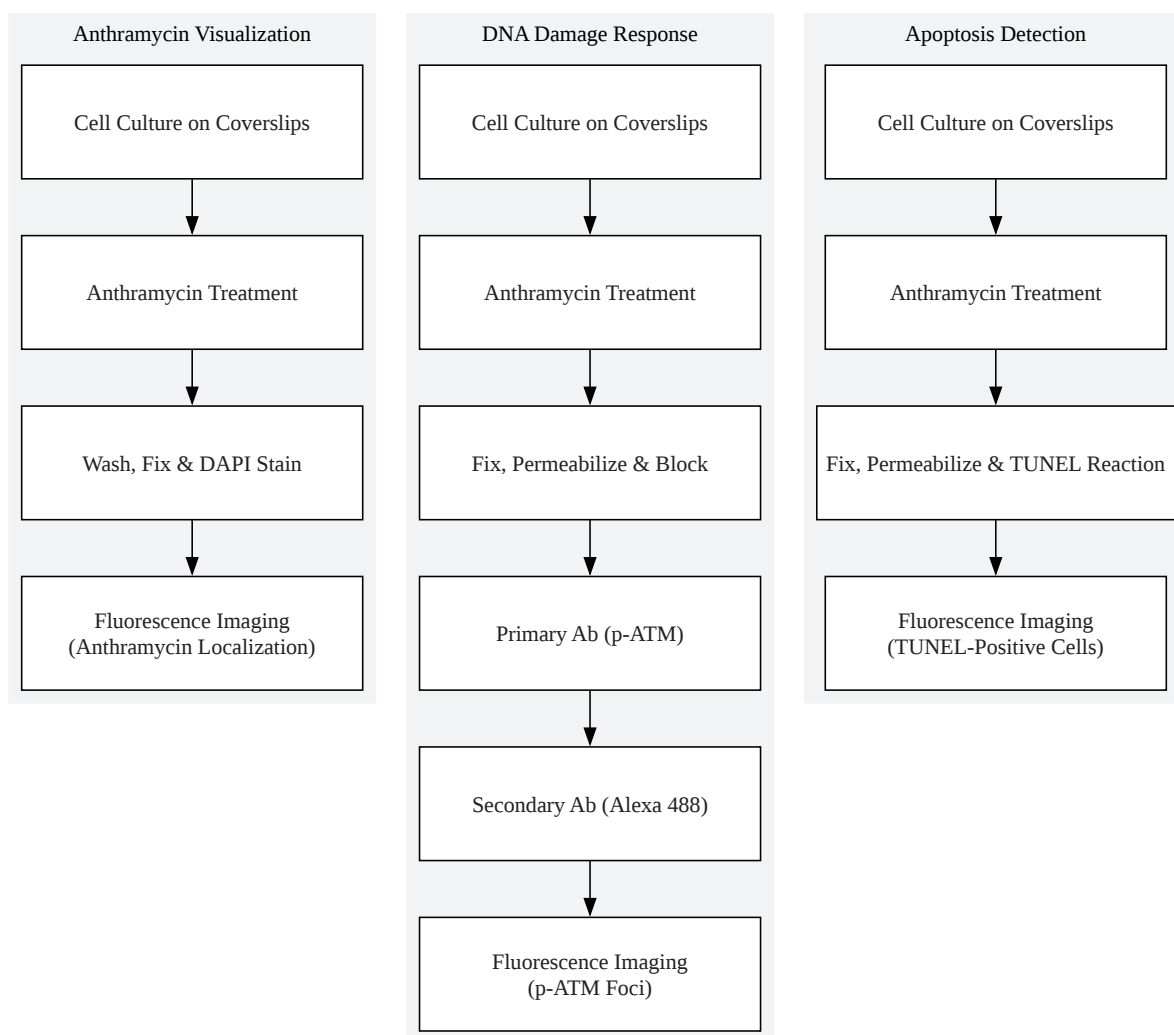 Anthramycin Visualization
Cell Culture on Coverslips
Anthramycin Treatment
Wash, Fix & DAPI Stain
Fluorescence Imaging
(Anthramycin Localization)
DNA Damage Response
Cell Culture on Coverslips
Anthramycin Treatment
Fix, Permeabilize & Block
Primary Ab (p-ATM)
Secondary Ab (Alexa 488)
Fluorescence Imaging
(p-ATM Foci)
Apoptosis Detection
Cell Culture on Coverslips
Anthramycin Treatment
Fix, Permeabilize & TUNEL Reaction
Fluorescence Imaging
(TUNEL-Positive Cells)